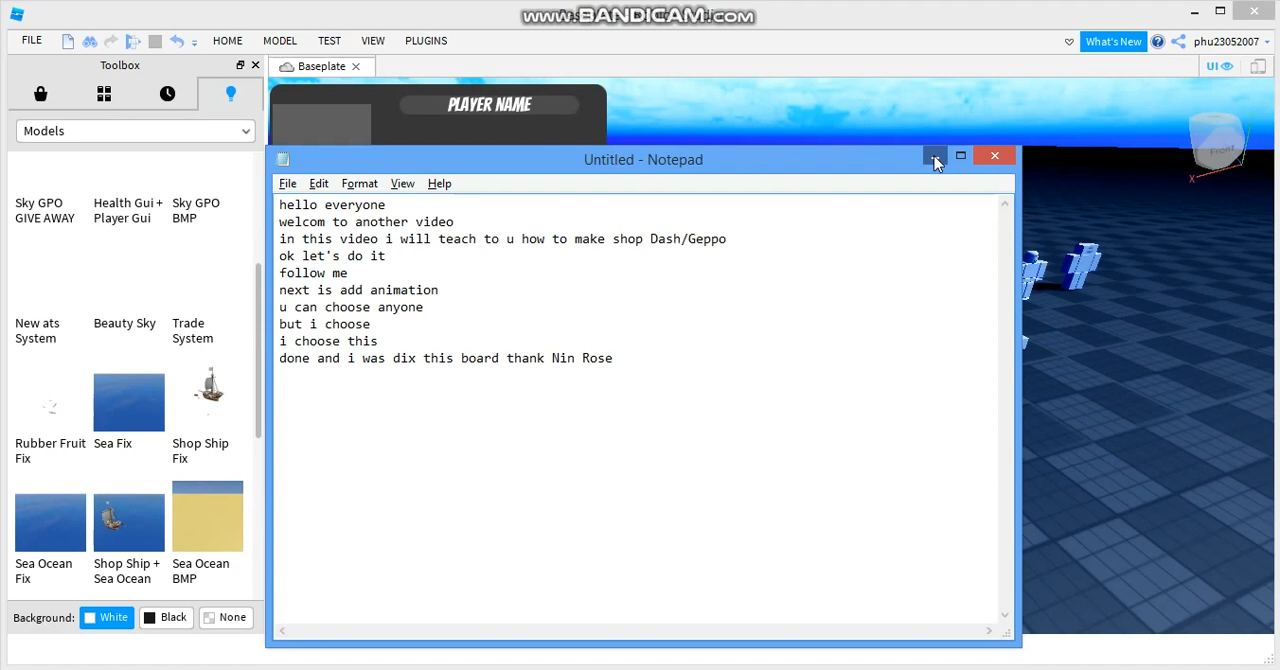 www.BANDICAM.com
FILE
HOME
MODEL
TEST
VIEW
PLUGINS
What's New
phu23052007
Toolbox
Baseplate
UI
Models
PLAYER NAME
Front
X
Sky GPO GIVE AWAY
Health Gui + Player Gui
Sky GPO BMP
New ats System
Beauty Sky
Trade System
Rubber Fruit Fix
Sea Fix
Shop Ship Fix
Sea Ocean Fix
Shop Ship + Sea Ocean
Sea Ocean BMP
Background:
White
Black
None
Untitled - Notepad
File
Edit
Format
View
Help
hello everyone
welcom to another video
in this video i will teach to u how to make shop Dash/Geppo
ok let's do it
follow me
next is add animation
u can choose anyone
but i choose
i choose this
done and i was dix this board thank Nin Rose